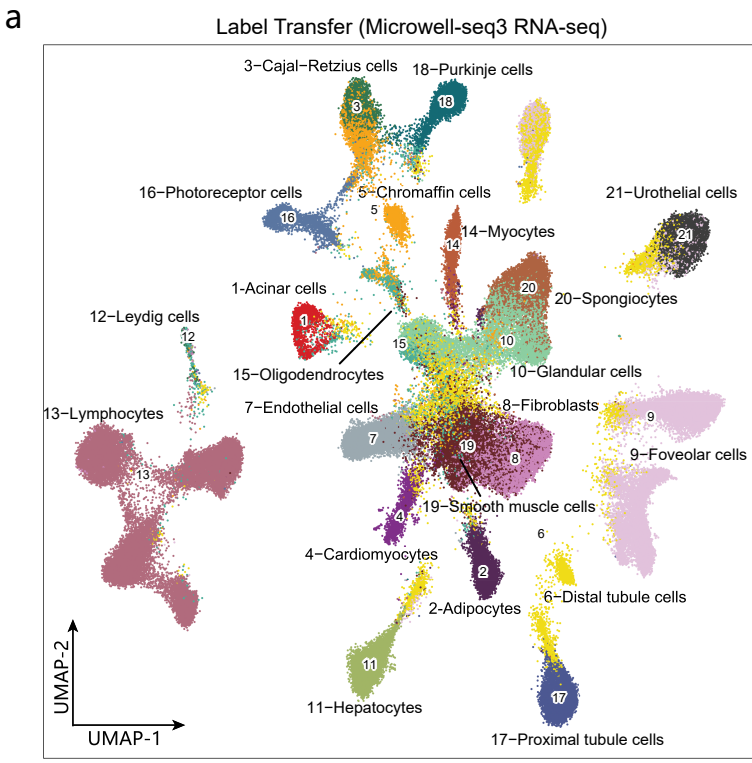 a
Label Transfer (Microwell-seq3 RNA-seq)
3−Cajal−Retzius cells
18−Purkinje cells
3
18
16−Photoreceptor cells
5−Chromaffin cells
21−Urothelial cells
5
16
14−Myocytes
21
14
1-Acinar cells
20
20−Spongiocytes
12−Leydig cells
1
12
15
10
15−Oligodendrocytes
10−Glandular cells
13−Lymphocytes
7−Endothelial cells
8−Fibroblasts
9
7
19
8
9−Foveolar cells
13
19−Smooth muscle cells
4
6
4−Cardiomyocytes
2
2-Adipocytes
6−Distal tubule cells
11
17
11−Hepatocytes
17−Proximal tubule cells
UMAP-2
UMAP-1